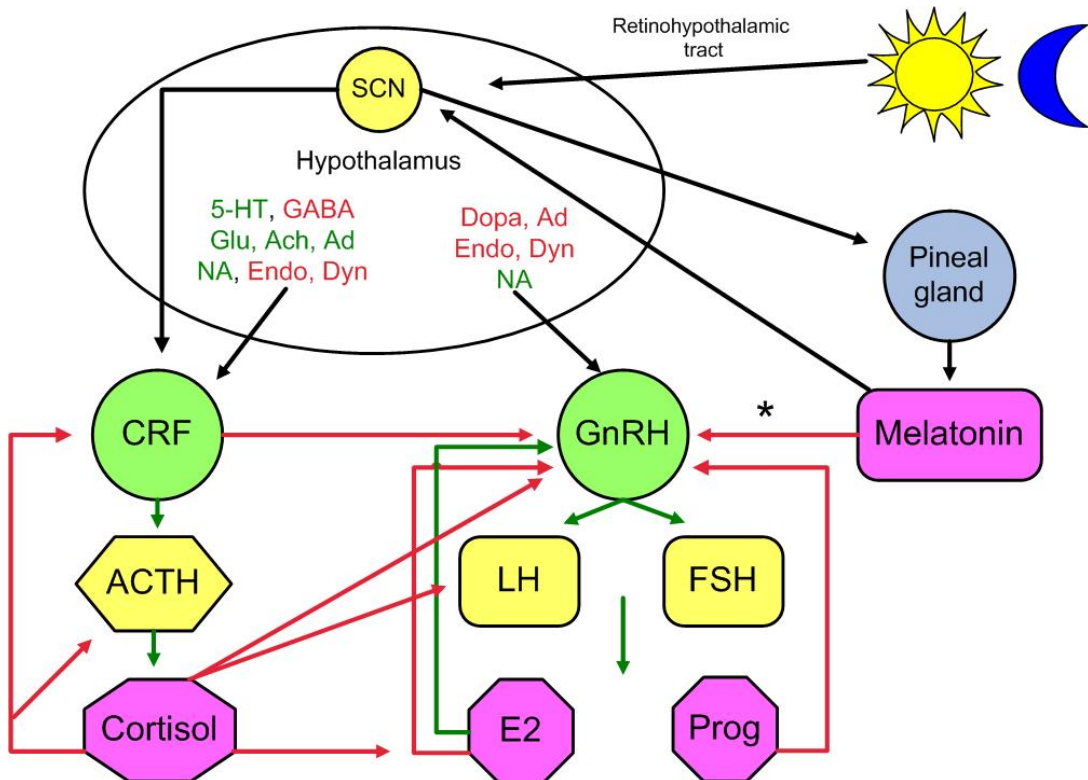 Retinohypothalamic
tract
SCN
Hypothalamus
5-HT, GABA
Glu, Ach, Ad
NA, Endo, Dyn
Dopa, Ad
Endo, Dyn
NA
Pineal
gland
CRF
GnRH
*
Melatonin
ACTH
LH
FSH
Cortisol
E2
Prog